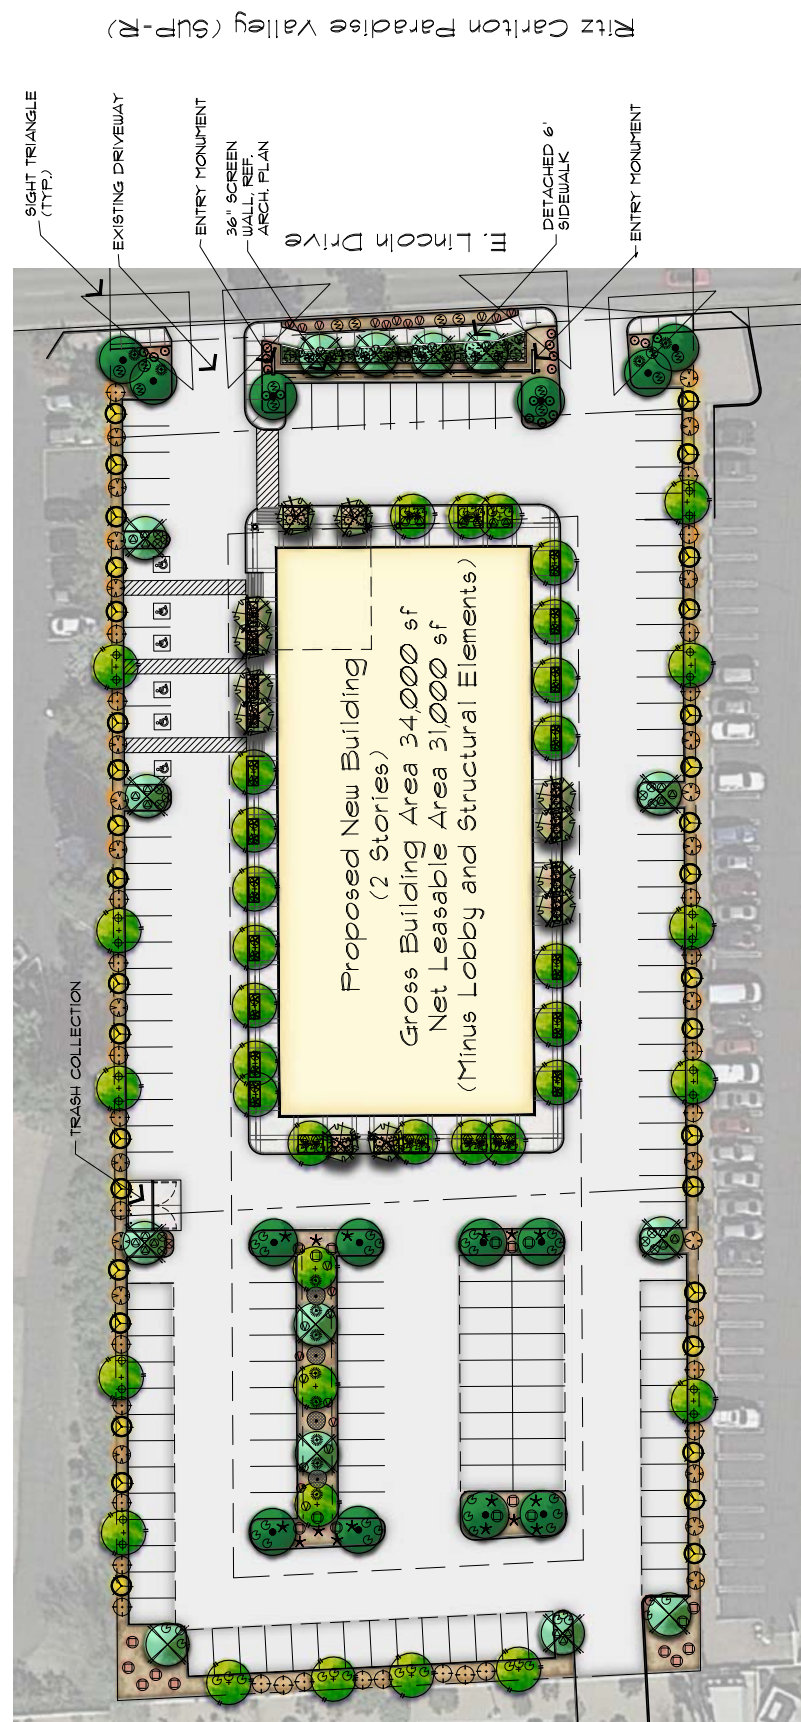 Ritz Carlton Paradise Valley (SUP-R)
SIGHT TRIANGLE
(TYP.)
EXISTING DRIVEWAY
ENTRY MONUMENT
36" SCREEN
WALL, REF.
ARCH. PLAN
E. Lincoln Drive
DETACHED 6'
SIDEWALK
ENTRY MONUMENT
Proposed New Building
(2 Stories)
Gross Building Area 34,000 sf
Net Leasable Area 31,000 sf
(Minus Lobby and Structural Elements)
TRASH COLLECTION